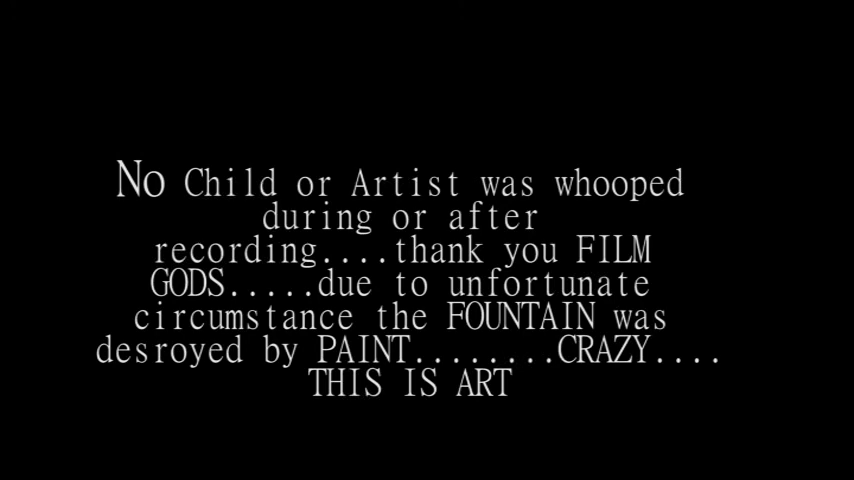 No Child or Artist was whooped
during or after
recording....thank you FILM
GODS.....due to unfortunate
circumstance the FOUNTAIN was
desroyed by PAINT........CRAZY....
THIS IS ART